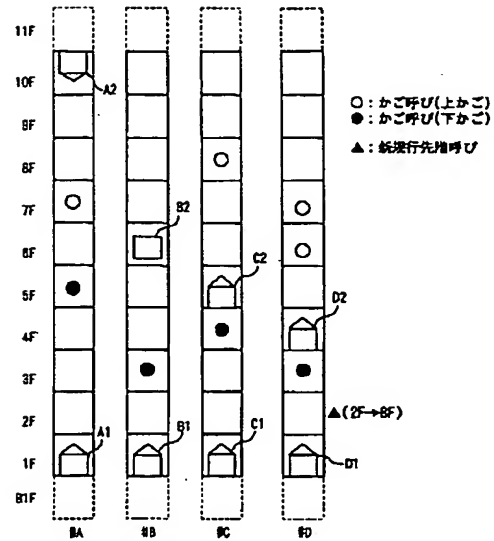 11F
10F
A2
9F
8F
7F
6F
5F
4F
3F
2F
1F
B1F
B2
C2
D2
A1
B1
C1
D1
○：かご呼び(上かご)
●：かご呼び(下かご)
▲：新規行先階呼び
▲(2F→8F)
#A
#B
#C
#D